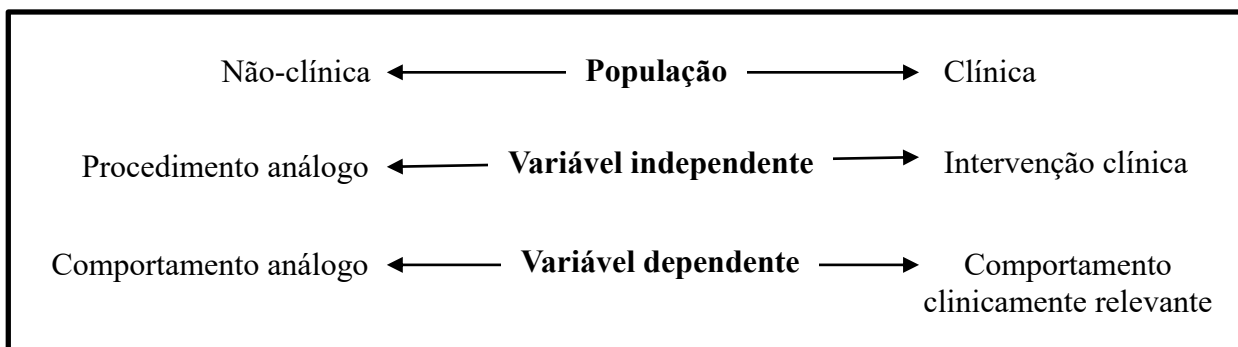 Não-clínica População Clínica
Procedimento análogo Variável independente Intervenção clínica
Comportamento análogo Variável dependente Comportamento
clinicamente relevante